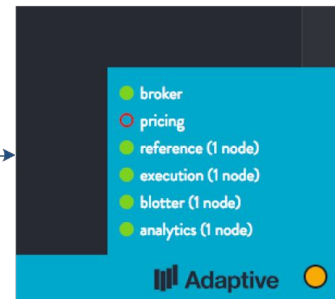 broker
pricing
reference (1 node)
execution (1 node)
blotter (1 node)
analytics (1 node)
Adaptive